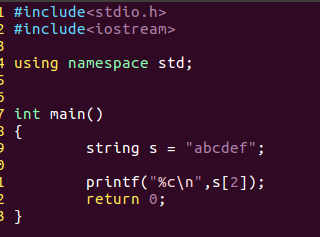 1 #include<stdio.h>
2 #include<iostream>
3
4 using namespace std;
5
6
7 int main()
8 {
9         string s = "abcdef";
0
1         printf("%c\n",s[2]);
2         return 0;
3 }